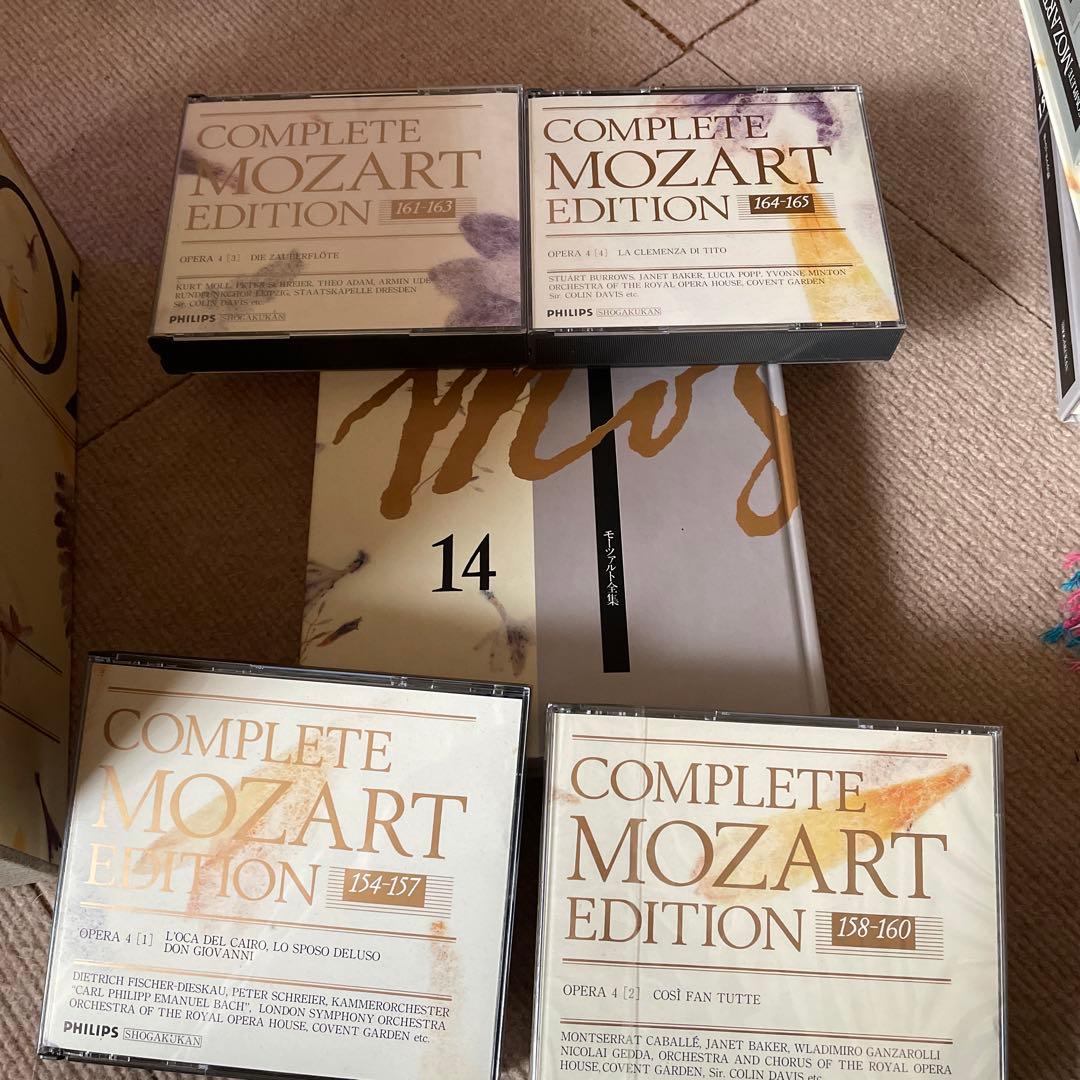 COMPLETE
MOZART
EDITION 161-163
OPERA 4 [3] DIE ZAUBERFLÖTE
KURT MOLL, PETER SCHREIER, THEO ADAM, ARMIN UDE
RUNDFUNKCHOR LEIPZIG, STAATSKAPELLE DRESDEN
Sir. COLIN DAVIS etc.
PHILIPS SHOGAKUKAN
COMPLETE
MOZART
EDITION 164-165
OPERA 4 [4] LA CLEMENZA DI TITO
STUART BURROWS, JANET BAKER, LUCIA POPP, YVONNE MINTON
ORCHESTRA OF THE ROYAL OPERA HOUSE, COVENT GARDEN
Sir. COLIN DAVIS etc.
PHILIPS SHOGAKUKAN
MOZART
Moz
14
モーツァルト全集
COMPLETE
MOZART
EDITION 154-157
OPERA 4 [1] L'OCA DEL CAIRO, LO SPOSO DELUSO
DON GIOVANNI
DIETRICH FISCHER-DIESKAU, PETER SCHREIER, KAMMERORCHESTER
"CARL PHILIPP EMANUEL BACH", LONDON SYMPHONY ORCHESTRA
ORCHESTRA OF THE ROYAL OPERA HOUSE, COVENT GARDEN etc.
PHILIPS SHOGAKUKAN
COMPLETE
MOZART
EDITION 158-160
OPERA 4 [2] COSÌ FAN TUTTE
MONTSERRAT CABALLÉ, JANET BAKER, WLADIMIRO GANZAROLLI
NICOLAI GEDDA, ORCHESTRA AND CHORUS OF THE ROYAL OPERA
HOUSE, COVENT GARDEN, Sir. COLIN DAVIS etc.